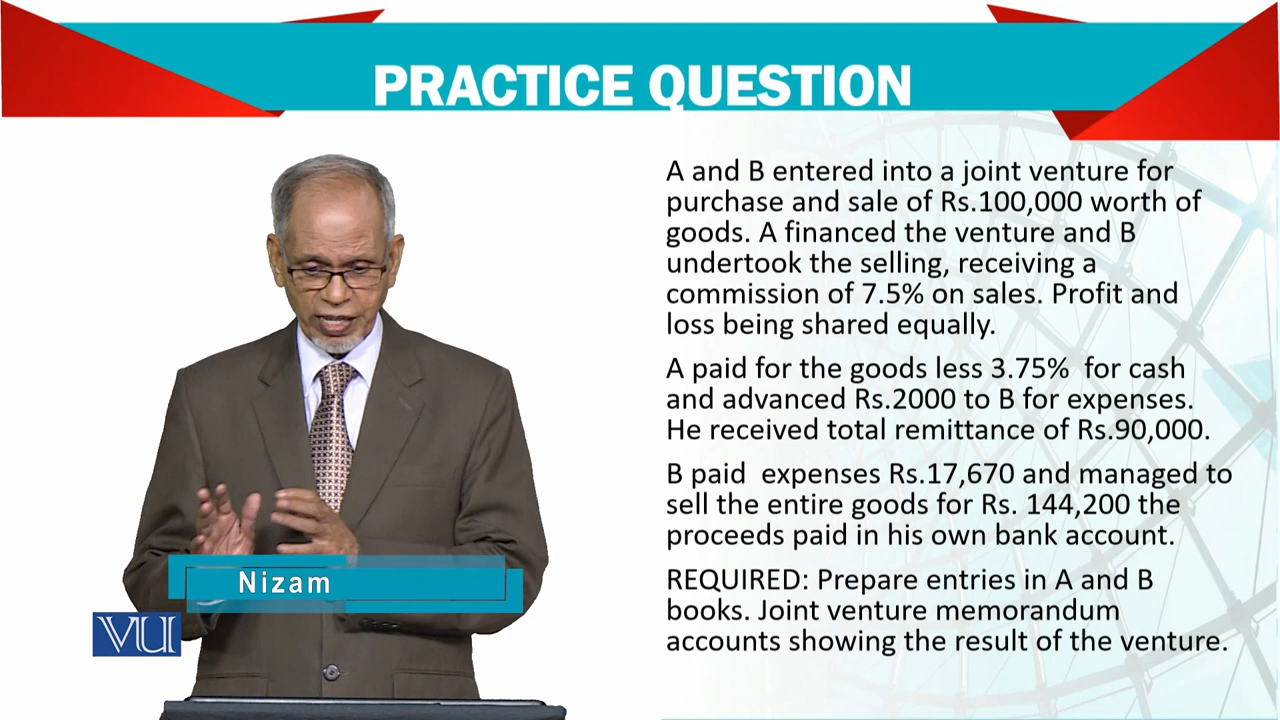 PRACTICE QUESTION
A and B entered into a joint venture for
purchase and sale of Rs.100,000 worth of
goods. A financed the venture and B
undertook the selling, receiving a
commission of 7.5% on sales. Profit and
loss being shared equally.
A paid for the goods less 3.75%  for cash
and advanced Rs.2000 to B for expenses.
He received total remittance of Rs.90,000.
B paid  expenses Rs.17,670 and managed to
sell the entire goods for Rs. 144,200 the
proceeds paid in his own bank account.
REQUIRED: Prepare entries in A and B
books. Joint venture memorandum
accounts showing the result of the venture.
Nizam
VU